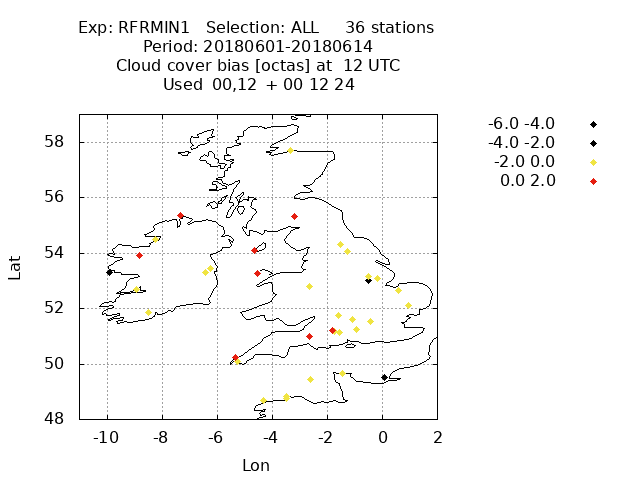 Exp: RFRMIN1 Selection: ALL 36 stations
Period: 20180601-20180614
Cloud cover bias [octas] at 12 UTC
Used 00,12 + 00 12 24
-6.0 -4.0
-4.0 -2.0
-2.0 0.0
0.0 2.0
58
56
54
52
50
48
Lat
-10 -8 -6 -4 -2 0 2
Lon